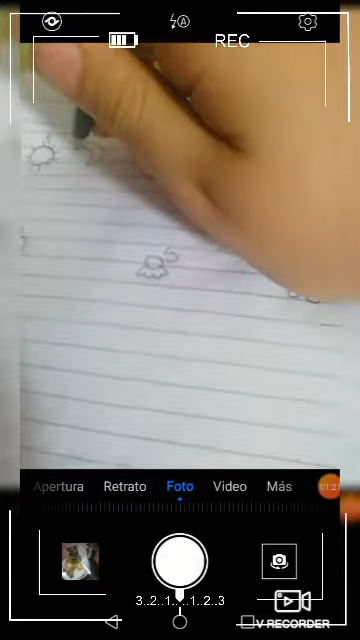 REC
Apertura Retrato Foto Video Más
3..2..1....1..2..3
V RECORDER